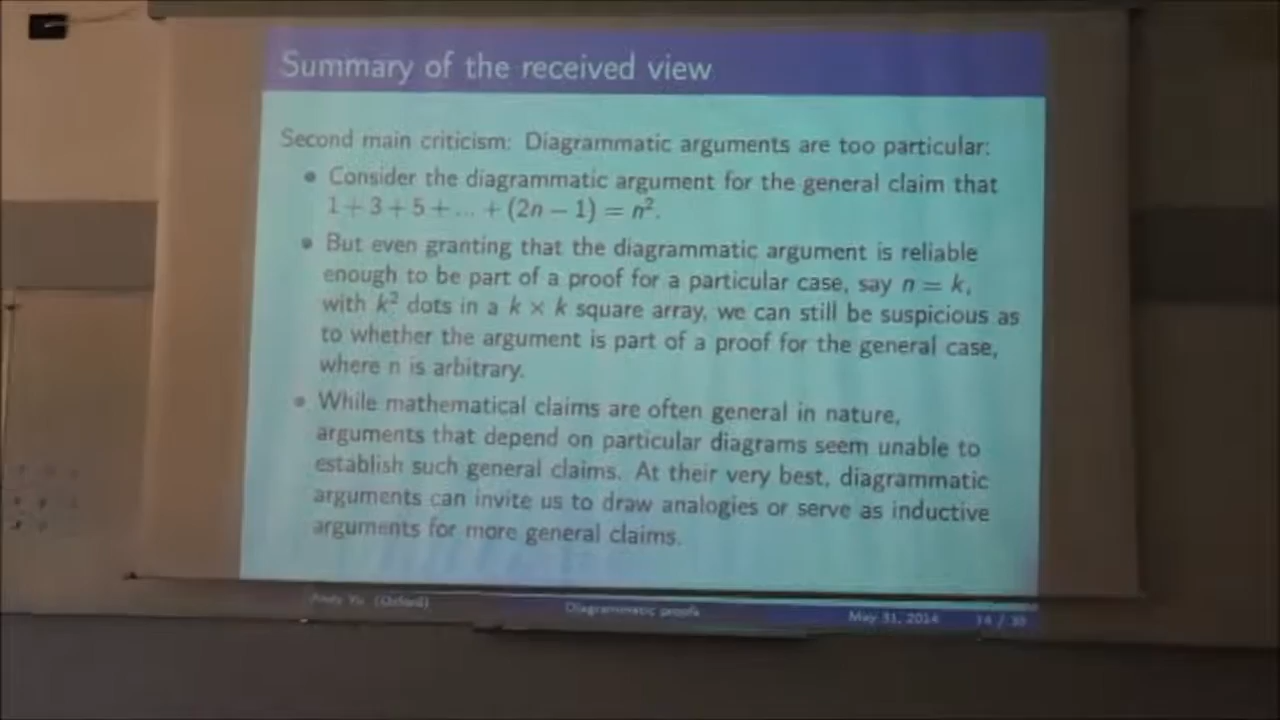 Summary of the received view
Second main criticism: Diagrammatic arguments are too particular:
• Consider the diagrammatic argument for the general claim that
1 + 3 + 5 + ... + (2n − 1) = n².
• But even granting that the diagrammatic argument is reliable
enough to be part of a proof for a particular case, say n = k,
with k² dots in a k × k square array, we can still be suspicious as
to whether the argument is part of a proof for the general case,
where n is arbitrary.
• While mathematical claims are often general in nature,
arguments that depend on particular diagrams seem unable to
establish such general claims. At their very best, diagrammatic
arguments can invite us to draw analogies or serve as inductive
arguments for more general claims.
Andy Yu (Oxford) Diagrammatic proofs May 31, 2014 14 /